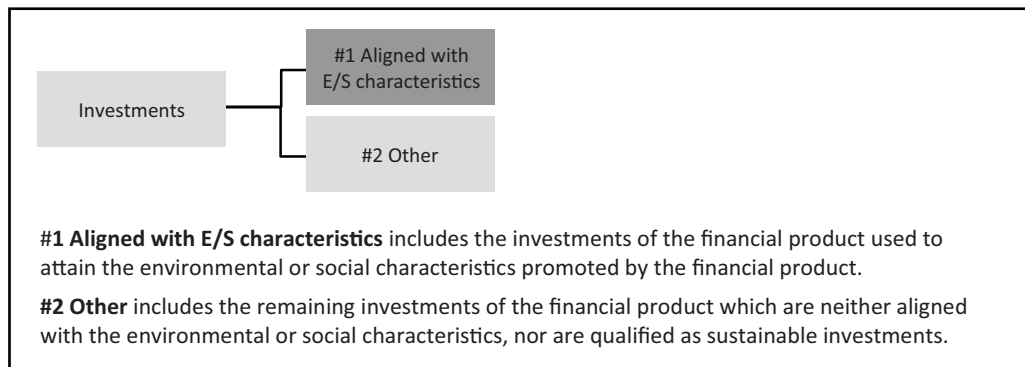 #1 Aligned with
E/S characteristics
Investments
#2 Other
#1 Aligned with E/S characteristics includes the investments of the financial product used to
attain the environmental or social characteristics promoted by the financial product.
#2 Other includes the remaining investments of the financial product which are neither aligned
with the environmental or social characteristics, nor are qualified as sustainable investments.